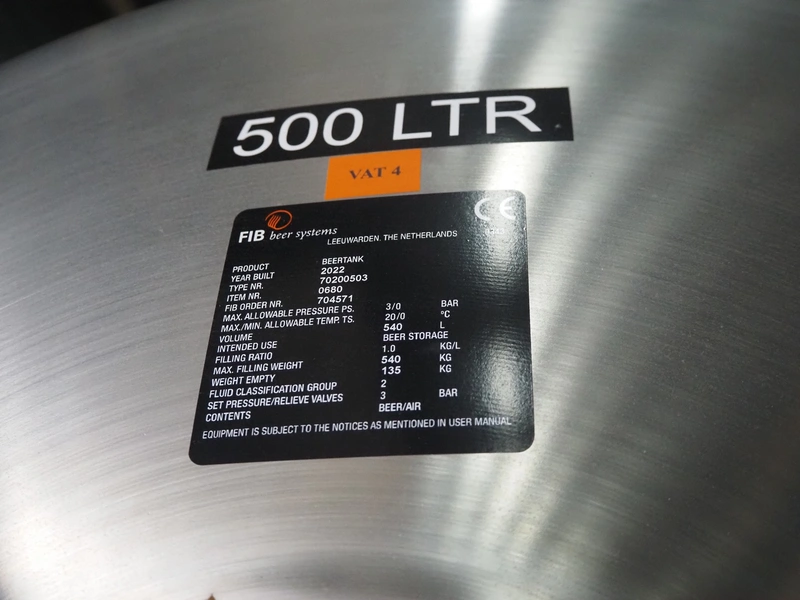 500 LTR
VAT 4
CE
FIB beer systems
LEEUWARDEN. THE NETHERLANDS
PRODUCT BEERTANK
YEAR BUILT 2022
TYPE NR. 70200503
ITEM NR. 0680
FIB ORDER NR. 704571
MAX. ALLOWABLE PRESSURE PS. 3/0 BAR
MAX./MIN. ALLOWABLE TEMP. TS. 20/0 °C
VOLUME 540 L
INTENDED USE BEER STORAGE
FILLING RATIO 1.0 KG/L
MAX. FILLING WEIGHT 540 KG
WEIGHT EMPTY 135 KG
FLUID CLASSIFICATION GROUP 2
SET PRESSURE/RELIEVE VALVES 3 BAR
CONTENTS BEER/AIR
EQUIPMENT IS SUBJECT TO THE NOTICES AS MENTIONED IN USER MANUAL